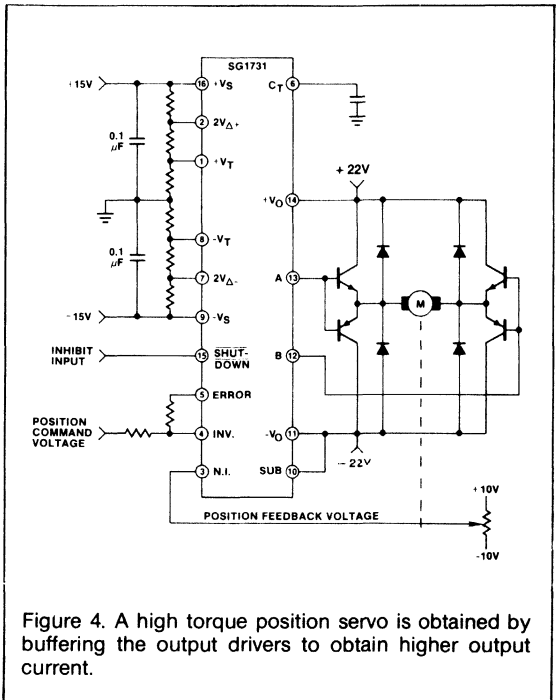 SG1731
+15V
16
+VS
CT
6
2
2VΔ+
0.1
μF
1
+VT
+ 22V
+VO
14
8
-VT
0.1
μF
7
2VΔ-
A
13
M
-15V
9
-VS
INHIBIT
INPUT
15
SHUT-
DOWN
B
12
5
ERROR
POSITION
COMMAND
VOLTAGE
4
INV.
-VO
11
3
N.I.
SUB
10
- 22V
POSITION FEEDBACK VOLTAGE
+10V
-10V
Figure 4. A high torque position servo is obtained by
buffering the output drivers to obtain higher output
current.